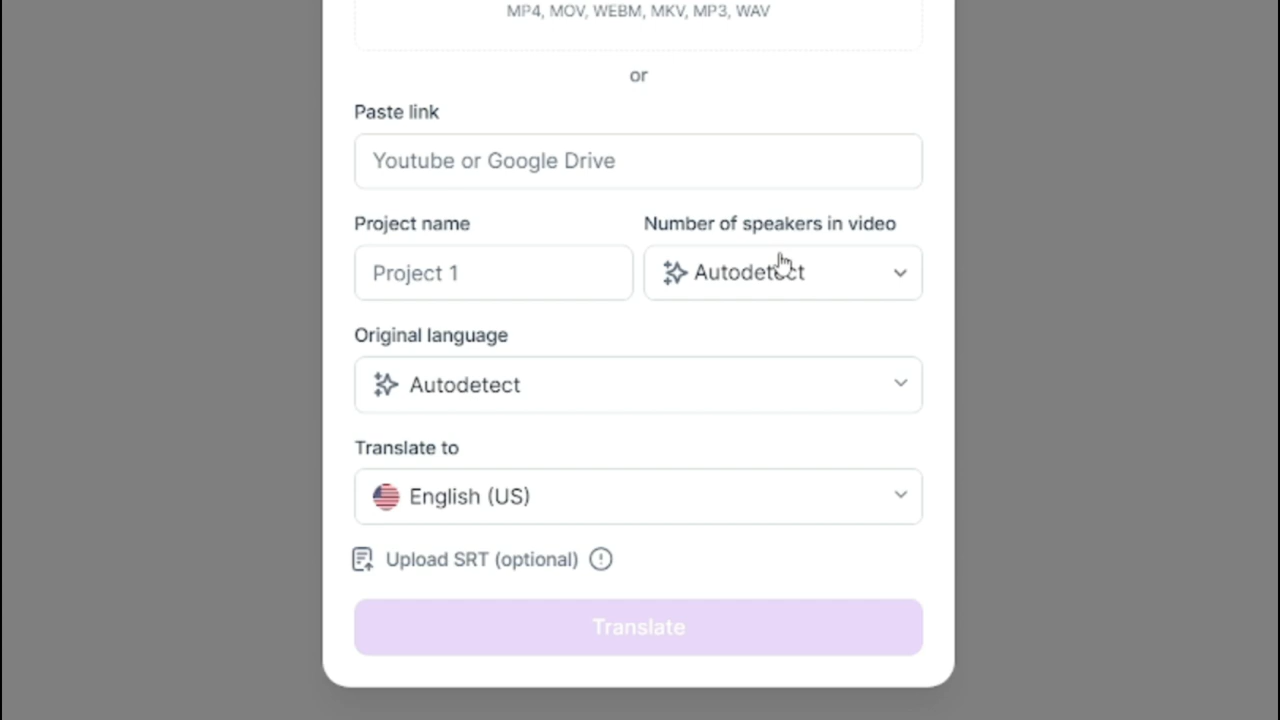 MP4, MOV, WEBM, MKV, MP3, WAV
or
Paste link
Youtube or Google Drive
Project name
Number of speakers in video
Project 1
Autodetect
Original language
Autodetect
Translate to
English (US)
Upload SRT (optional)
Translate